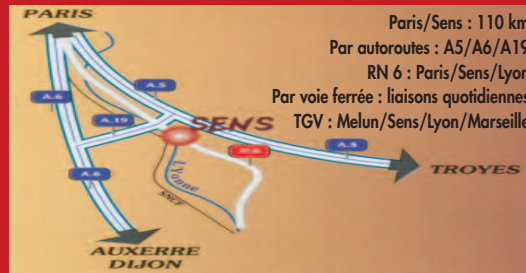 PARIS
Paris/Sens : 110 km
Par autoroutes : A5/A6/A19
RN 6 : Paris/Sens/Lyon
Par voie ferrée : liaisons quotidiennes
TGV : Melun/Sens/Lyon/Marseille
A.6
A.5
A.19
SENS
N.6
A.5
A.6
Lyonne
SNCF
TROYES
AUXERRE
DIJON